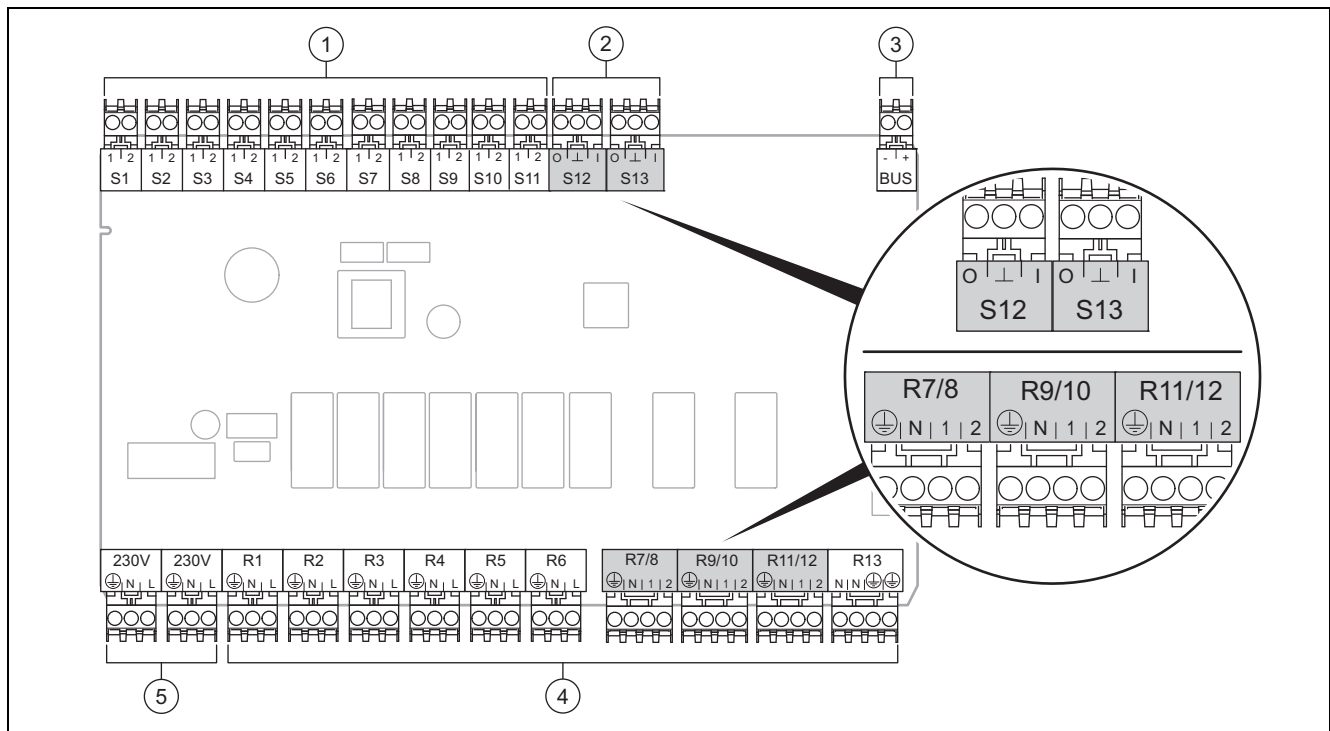 1 2 3
1 2 1 2 1 2 1 2 1 2 1 2 1 2 1 2 1 2 1 2 1 2 O ⊥ I O ⊥ I - +
S1 S2 S3 S4 S5 S6 S7 S8 S9 S10 S11 S12 S13 BUS
O ⊥ I O ⊥ I
S12 S13
R7/8 R9/10 R11/12
N | 1 | 2 N | 1 | 2 N | 1 | 2
230V 230V R1 R2 R3 R4 R5 R6 R7/8 R9/10 R11/12 R13
N L N L N L N L N L N L N L N L N 1 2 N 1 2 N 1 2 N N
5 4